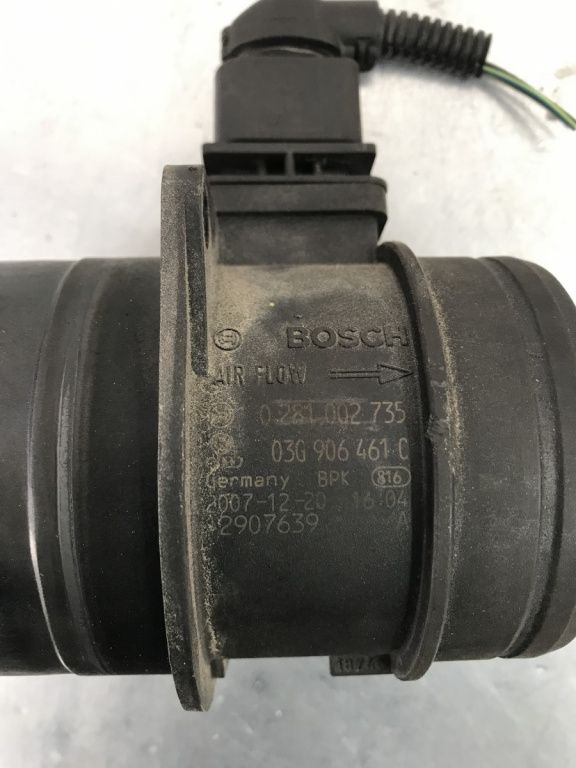 BOSCH
AIR FLOW
0 281 002 735
03G 906 461 C
Germany BPK 816
2007-12-20 16:04
2907639 A